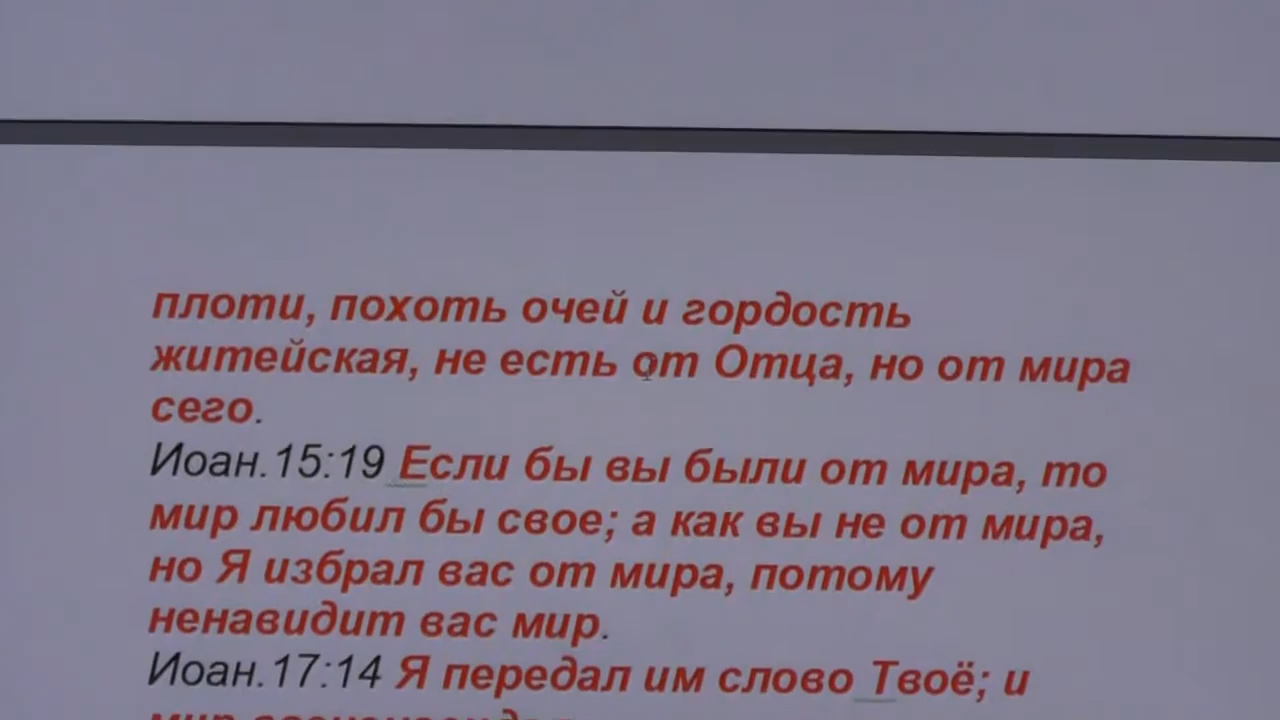 плоти, похоть очей и гордость
житейская, не есть от Отца, но от мира
сего.
Иоан.15:19 Если бы вы были от мира, то
мир любил бы свое; а как вы не от мира,
но Я избрал вас от мира, потому
ненавидит вас мир.
Иоан.17:14 Я передал им слово Твоё; и
мир